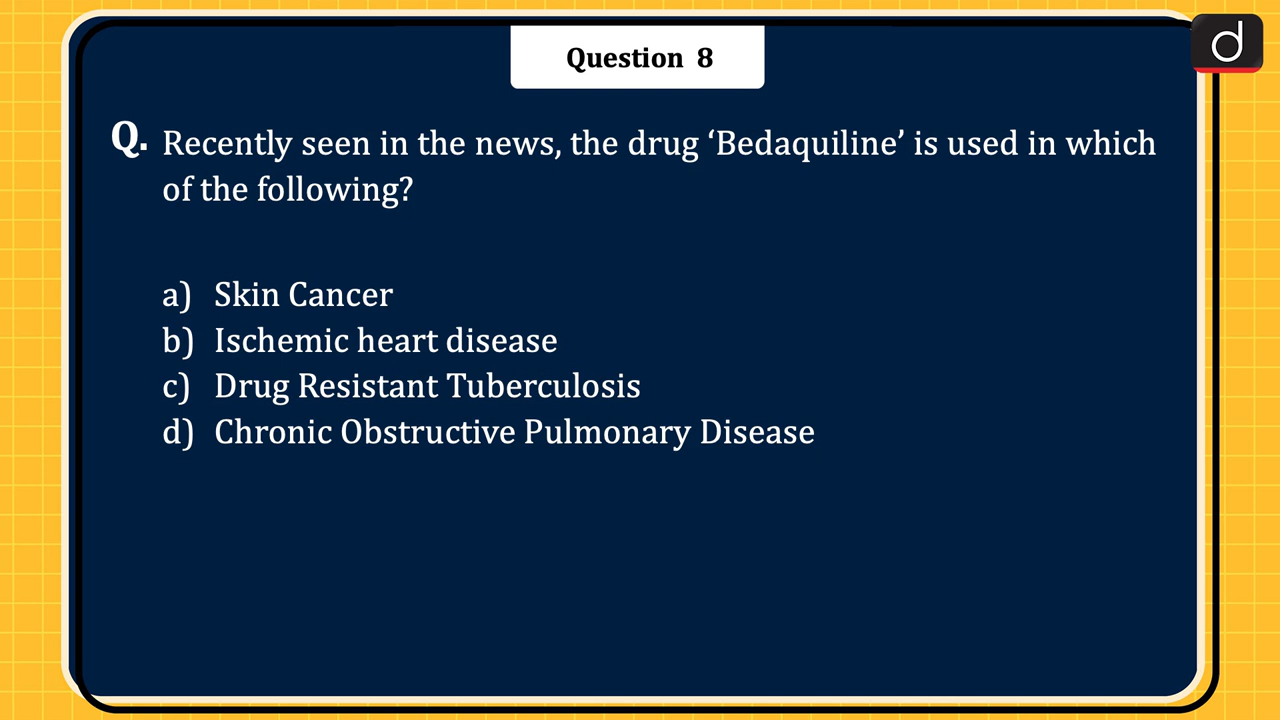 Question 8
d
Q. Recently seen in the news, the drug ‘Bedaquiline’ is used in which
of the following?
a) Skin Cancer
b) Ischemic heart disease
c) Drug Resistant Tuberculosis
d) Chronic Obstructive Pulmonary Disease